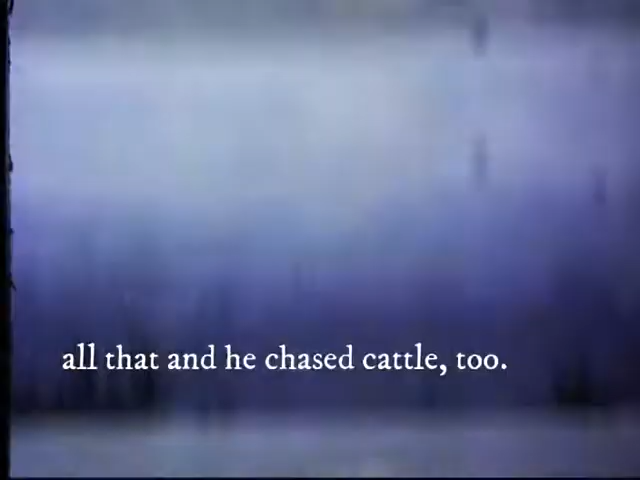 all that and he chased cattle, too.